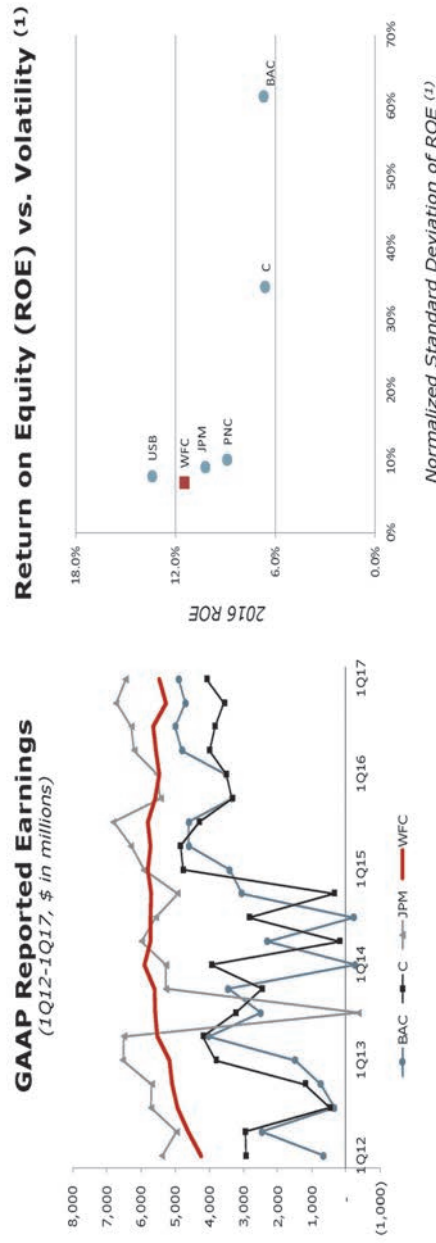 GAAP Reported Earnings
(1Q12-1Q17, $ in millions)
8,000
7,000
6,000
5,000
4,000
3,000
2,000
1,000
-
(1,000)
1Q12
1Q13
1Q14
1Q15
1Q16
1Q17
BAC
C
JPM
WFC
Return on Equity (ROE) vs. Volatility (1)
18.0%
12.0%
6.0%
0.0%
2016 ROE
USB
WFC
JPM
PNC
C
BAC
0%
10%
20%
30%
40%
50%
60%
70%
Normalized Standard Deviation of ROE (1)